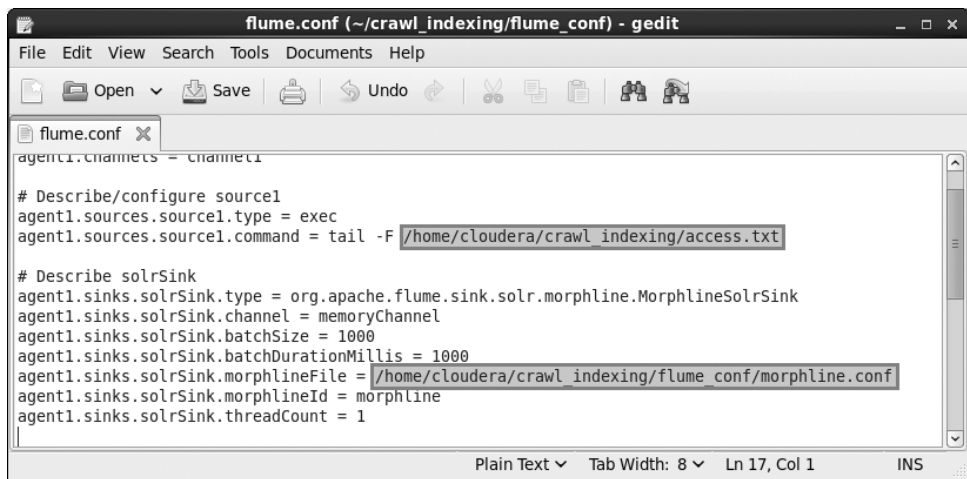 flume.conf (~/crawl_indexing/flume_conf) - gedit
File Edit View Search Tools Documents Help
Open Save Undo
flume.conf
agent1.channels = channel1
# Describe/configure source1
agent1.sources.source1.type = exec
agent1.sources.source1.command = tail -F /home/cloudera/crawl_indexing/access.txt
# Describe solrSink
agent1.sinks.solrSink.type = org.apache.flume.sink.solr.morphline.MorphlineSolrSink
agent1.sinks.solrSink.channel = memoryChannel
agent1.sinks.solrSink.batchSize = 1000
agent1.sinks.solrSink.batchDurationMillis = 1000
agent1.sinks.solrSink.morphlineFile = /home/cloudera/crawl_indexing/flume_conf/morphline.conf
agent1.sinks.solrSink.morphlineId = morphline
agent1.sinks.solrSink.threadCount = 1
Plain Text Tab Width: 8 Ln 17, Col 1 INS